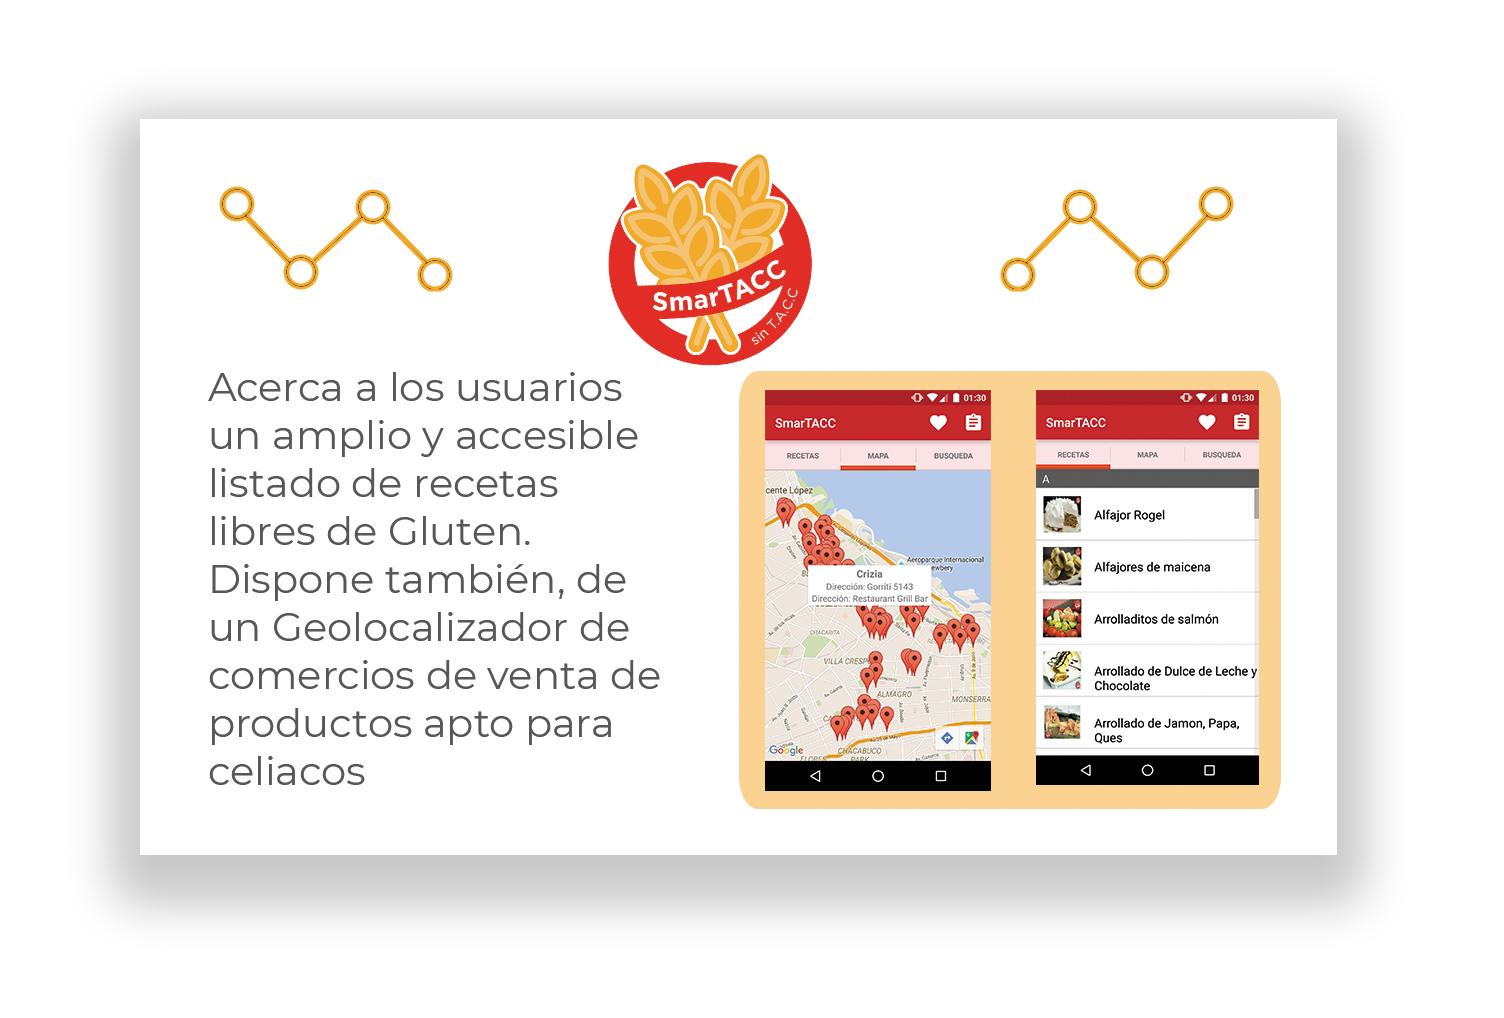 SmarTACC
sin T.A.C.C
Acerca a los usuarios
un amplio y accesible
listado de recetas
libres de Gluten.
Dispone también, de
un Geolocalizador de
comercios de venta de
productos apto para
celiacos
01:30
SmarTACC
RECETAS MAPA BUSQUEDA
cente López
Aeroparque Internacional
ewbery
Crizia
Dirección: Gorriti 5143
Dirección: Restaurant Grill Bar
CHACARITA
VILLA CRESP
ALMAGRO
MONSERRA
Google
FLORES
CHACABUCO
PARK
01:30
SmarTACC
RECETAS MAPA BUSQUEDA
A
Alfajor Rogel
Alfajores de maicena
Arrolladitos de salmón
Arrollado de Dulce de Leche y
Chocolate
Arrollado de Jamon, Papa,
Ques